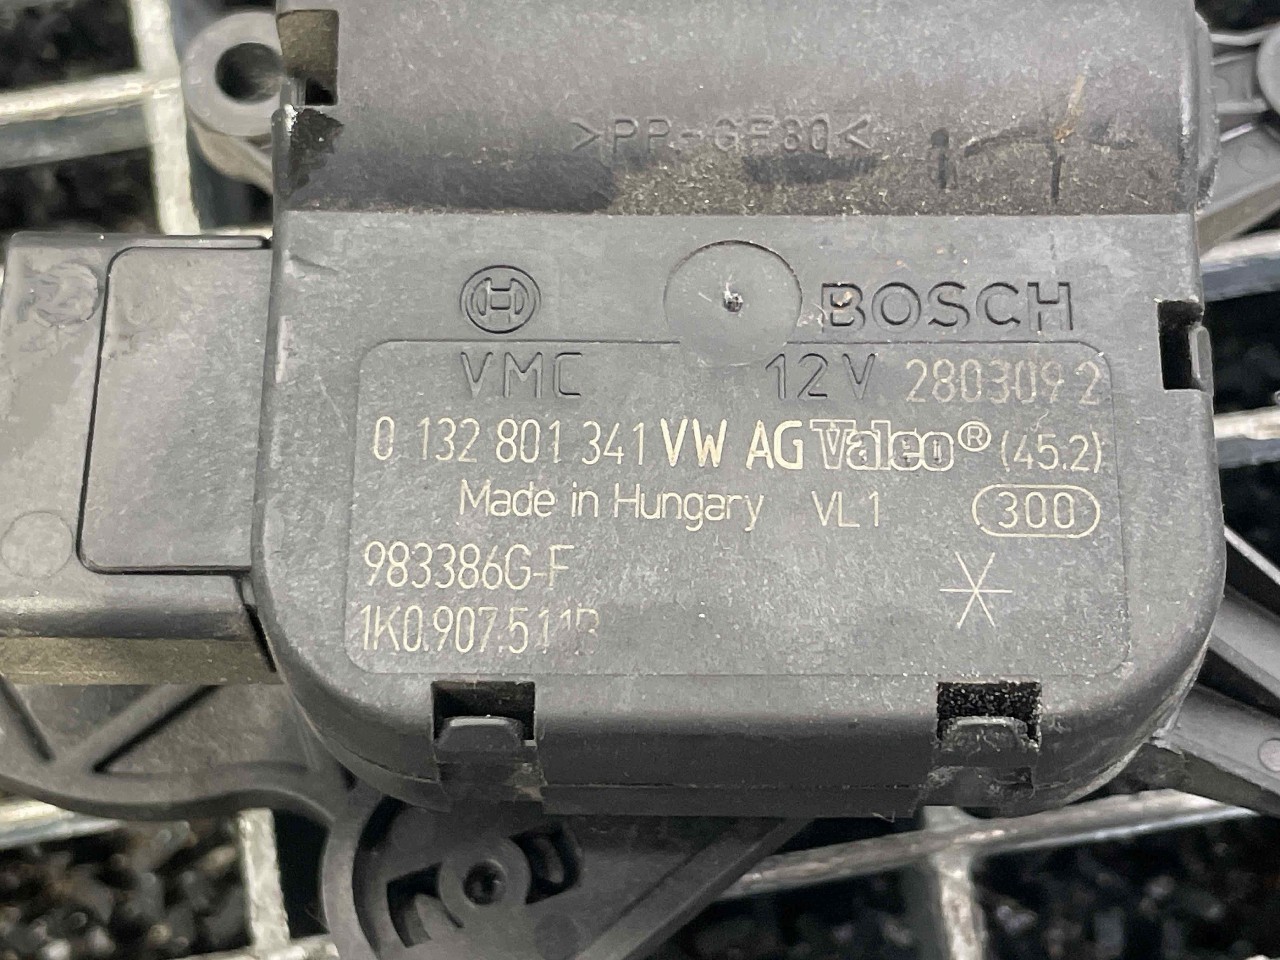 >PP-GF30<
BOSCH
VMC 12V 2803092
0 132 801 341 VW AG Valeo® (45.2)
Made in Hungary VL1 300
983386G-F
1K0.907.511B